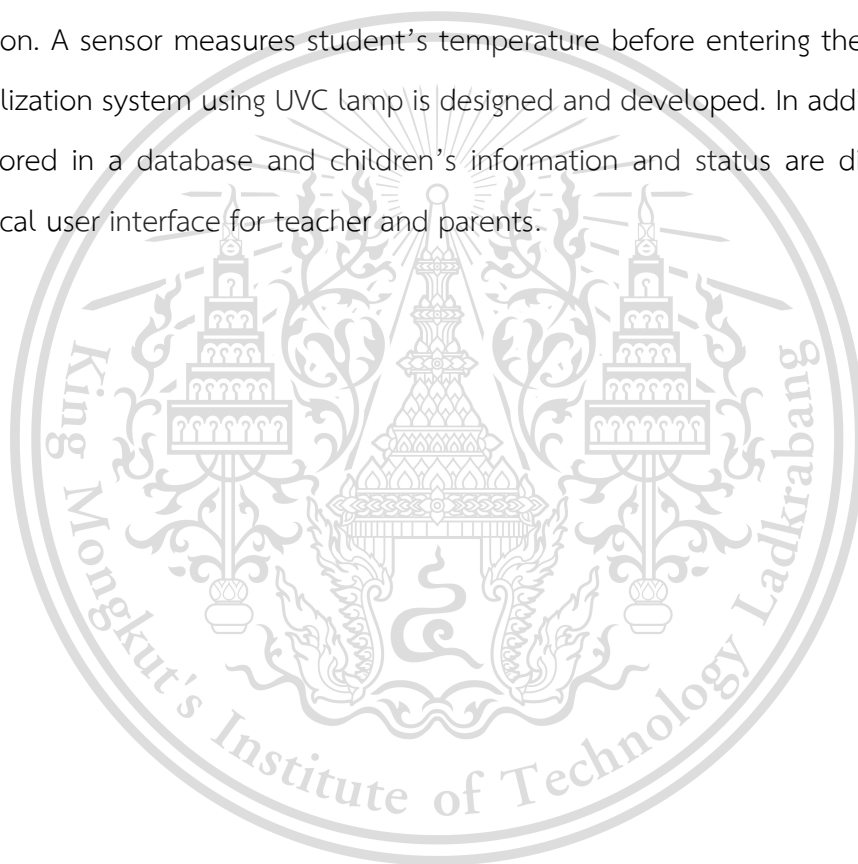 on. A sensor measures student’s temperature before entering the
lization system using UVC lamp is designed and developed. In addi
ored in a database and children’s information and status are di
cal user interface for teacher and parents.
King Mongkut's Institute of Technology Ladkrabang